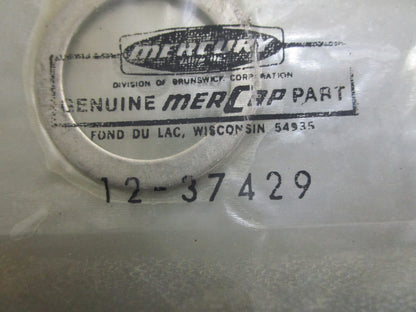 MERCURY
DIVISION OF BRUNSWICK CORPORATION
GENUINE MERCAP PART
FOND DU LAC, WISCONSIN 54935
12-37429